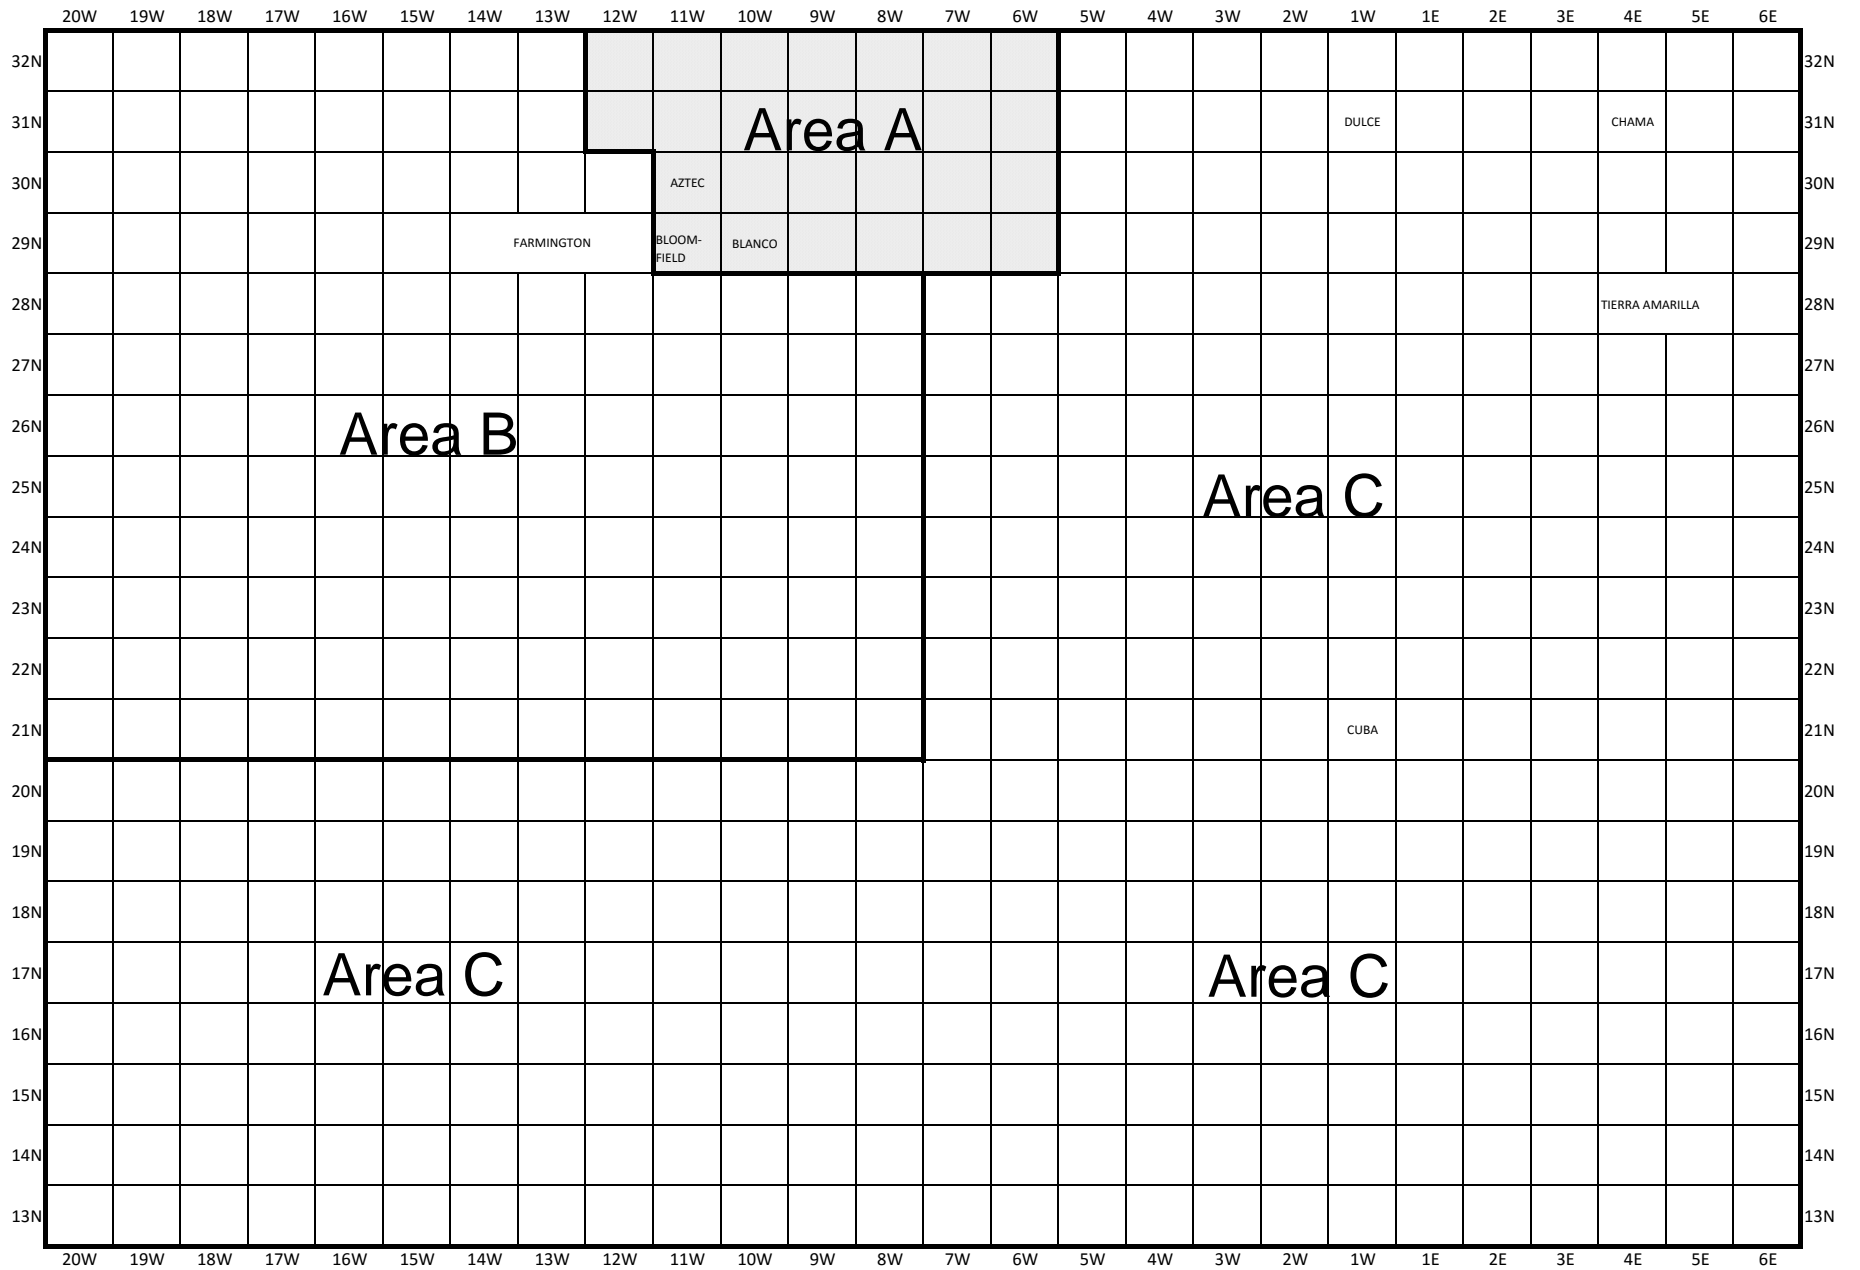 20W 19W 18W 17W 16W 15W 14W 13W 12W 11W 10W 9W 8W 7W 6W 5W 4W 3W 2W 1W 1E 2E 3E 4E 5E 6E
32N 32N
31N Area A DULCE CHAMA 31N
30N AZTEC 30N
29N FARMINGTON BLOOM- BLANCO 29N
FIELD
28N TIERRA AMARILLA 28N
27N 27N
26N Area B 26N
25N Area C 25N
24N 24N
23N 23N
22N 22N
21N CUBA 21N
20N 20N
19N 19N
18N 18N
17N Area C Area C 17N
16N 16N
15N 15N
14N 14N
13N 13N
20W 19W 18W 17W 16W 15W 14W 13W 12W 11W 10W 9W 8W 7W 6W 5W 4W 3W 2W 1W 1E 2E 3E 4E 5E 6E